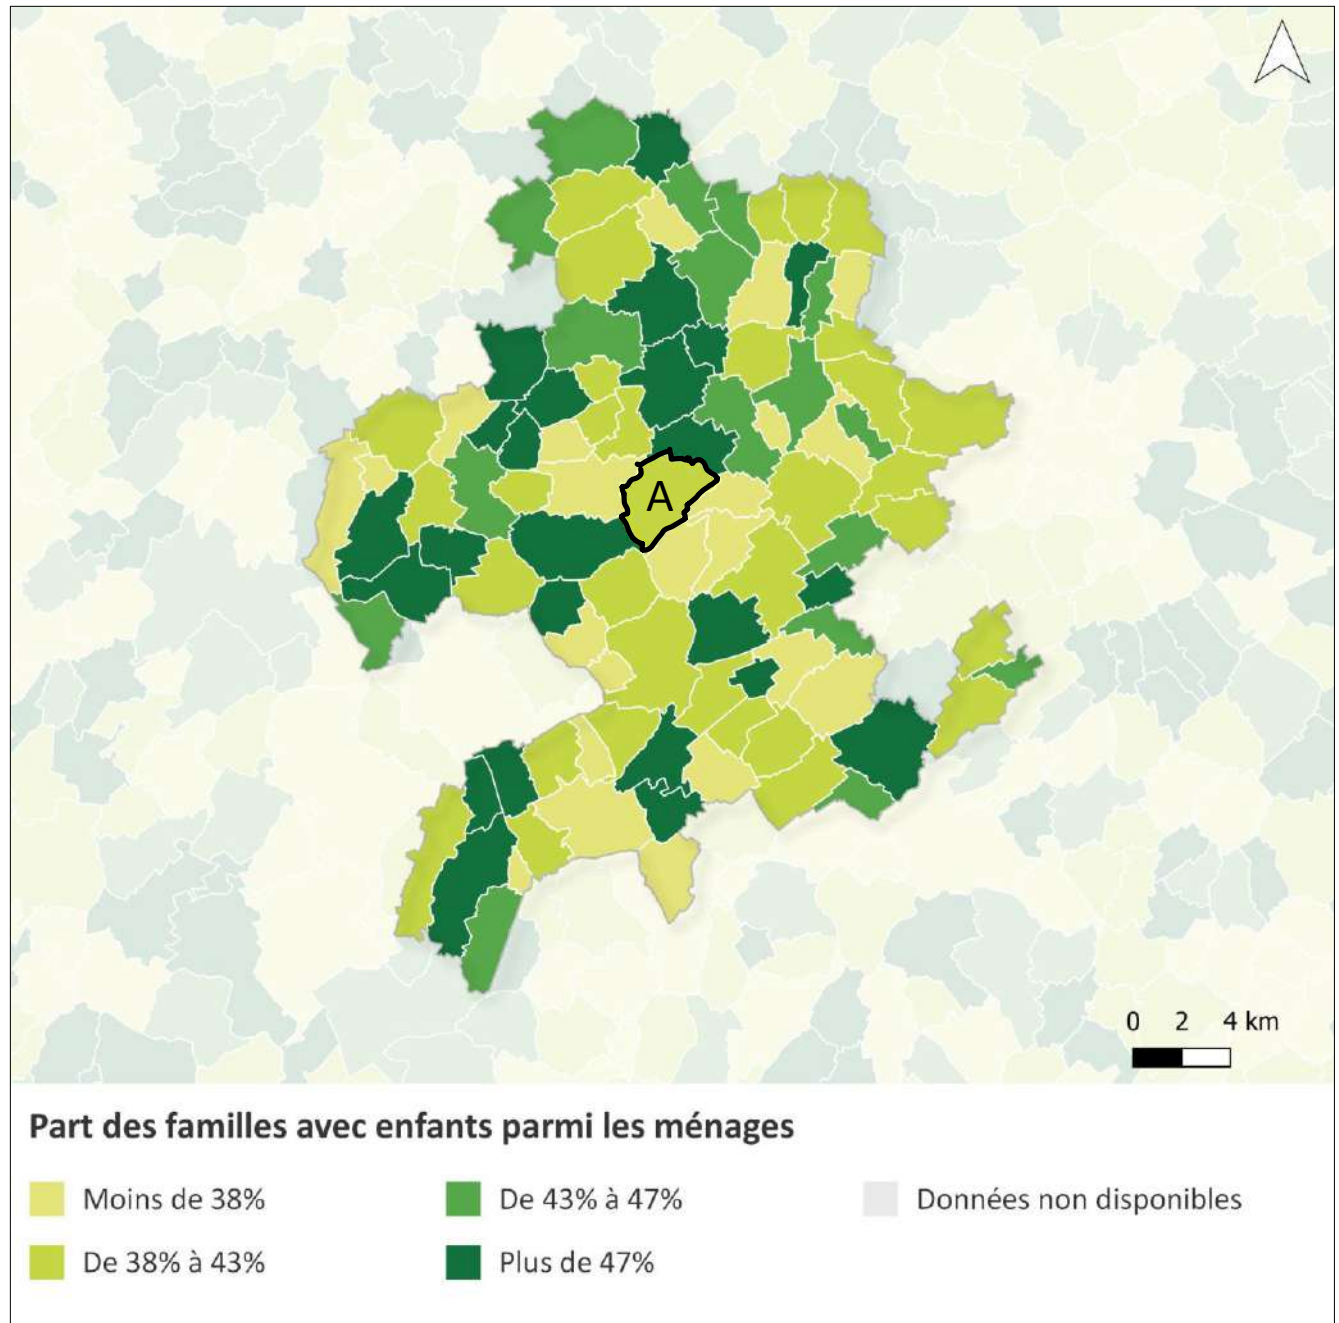 A
0 2 4 km
Part des familles avec enfants parmi les ménages
Moins de 38% De 43% à 47% Données non disponibles
De 38% à 43% Plus de 47%